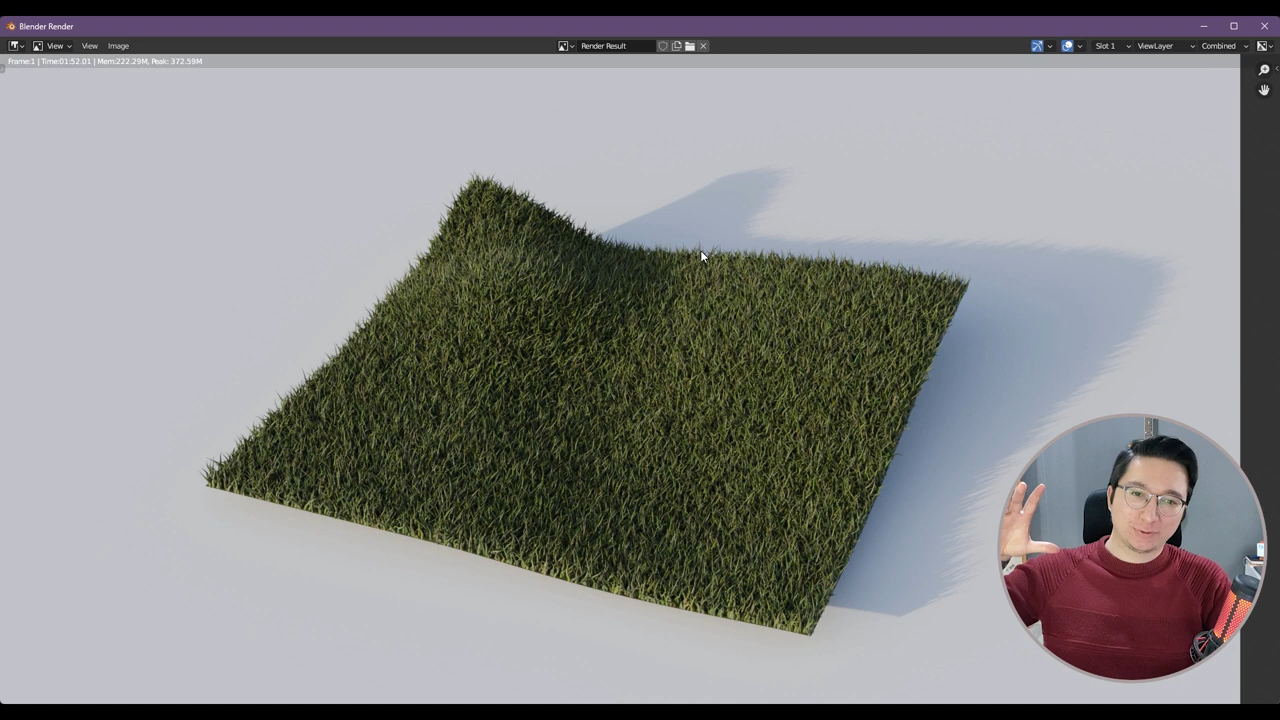 Blender Render
View View Image Render Result Slot 1 ViewLayer Combined
Frame:1 | Time:01:52.01 | Mem:222.29M, Peak: 372.59M